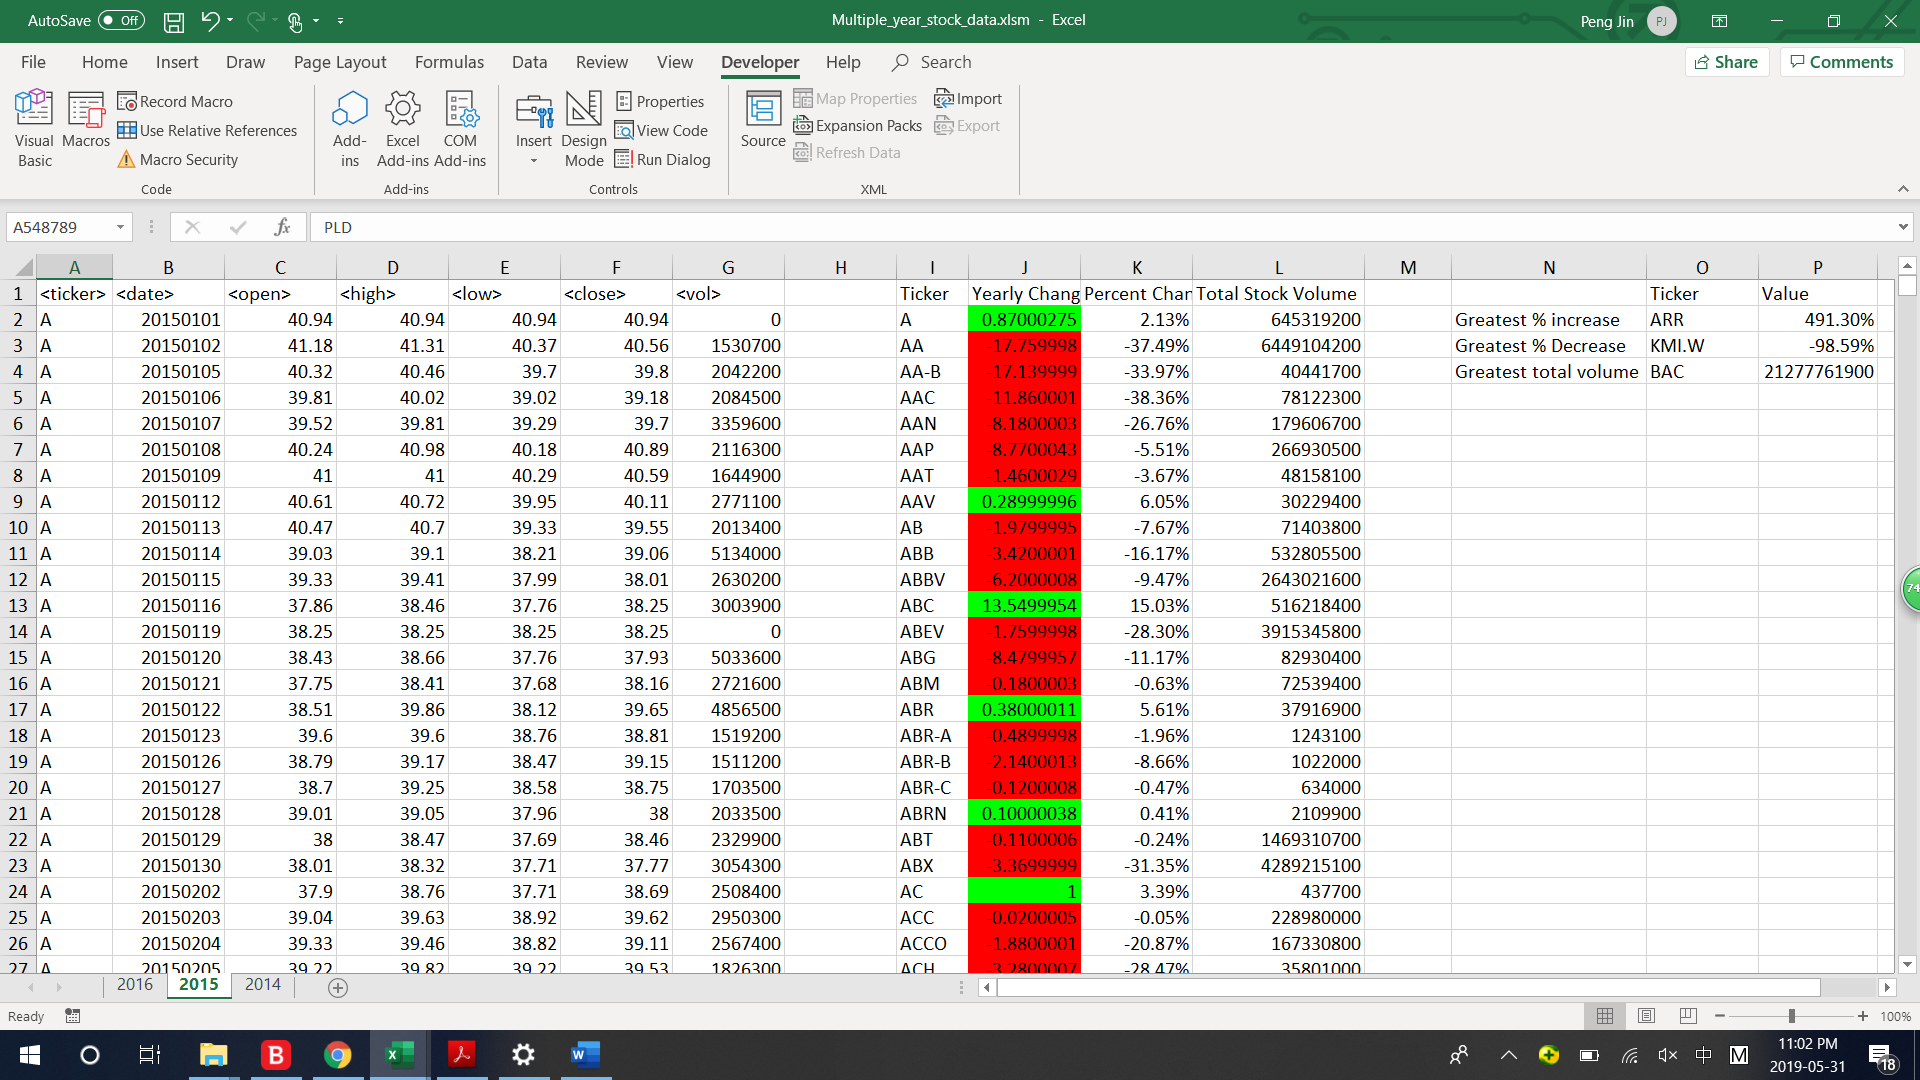 AutoSave Off
Multiple_year_stock_data.xlsm - Excel
Peng Jin PJ
File Home Insert Draw Page Layout Formulas Data Review View Developer Help Search Share Comments
Visual Basic
Macros
Record Macro
Use Relative References
Macro Security
Code
Add-ins
Excel Add-ins
COM Add-ins
Add-ins
Insert
Design Mode
Properties
View Code
Run Dialog
Controls
Source
Map Properties
Expansion Packs
Refresh Data
Import
Export
XML
A548789 fx PLD
A B C D E F G H I J K L M N O P
1 <ticker> <date> <open> <high> <low> <close> <vol> Ticker Yearly Chang Percent Char Total Stock Volume Ticker Value
2 A 20150101 40.94 40.94 40.94 40.94 0 A 0.87000275 2.13% 645319200 Greatest % increase ARR 491.30%
3 A 20150102 41.18 41.31 40.37 40.56 1530700 AA -17.759998 -37.49% 6449104200 Greatest % Decrease KMI.W -98.59%
4 A 20150105 40.32 40.46 39.7 39.8 2042200 AA-B -17.139999 -33.97% 40441700 Greatest total volume BAC 21277761900
5 A 20150106 39.81 40.02 39.02 39.18 2084500 AAC -11.860001 -38.36% 78122300
6 A 20150107 39.52 39.81 39.29 39.7 3359600 AAN -8.1800003 -26.76% 179606700
7 A 20150108 40.24 40.98 40.18 40.89 2116300 AAP -8.7700043 -5.51% 266930500
8 A 20150109 41 41 40.29 40.59 1644900 AAT -1.4600029 -3.67% 48158100
9 A 20150112 40.61 40.72 39.95 40.11 2771100 AAV 0.28999996 6.05% 30229400
10 A 20150113 40.47 40.7 39.33 39.55 2013400 AB -1.9799995 -7.67% 71403800
11 A 20150114 39.03 39.1 38.21 39.06 5134000 ABB -3.4200001 -16.17% 532805500
12 A 20150115 39.33 39.41 37.99 38.01 2630200 ABBV -6.2000008 -9.47% 2643021600
13 A 20150116 37.86 38.46 37.76 38.25 3003900 ABC 13.5499954 15.03% 516218400
14 A 20150119 38.25 38.25 38.25 38.25 0 ABEV -1.7599998 -28.30% 3915345800
15 A 20150120 38.43 38.66 37.76 37.93 5033600 ABG -8.4799957 -11.17% 82930400
16 A 20150121 37.75 38.41 37.68 38.16 2721600 ABM -0.1800003 -0.63% 72539400
17 A 20150122 38.51 39.86 38.12 39.65 4856500 ABR 0.38000011 5.61% 37916900
18 A 20150123 39.6 39.6 38.76 38.81 1519200 ABR-A -0.4899998 -1.96% 1243100
19 A 20150126 38.79 39.17 38.47 39.15 1511200 ABR-B -2.1400013 -8.66% 1022000
20 A 20150127 38.7 39.25 38.58 38.75 1703500 ABR-C -0.1200008 -0.47% 634000
21 A 20150128 39.01 39.05 37.96 38 2033500 ABRN 0.10000038 0.41% 2109900
22 A 20150129 38 38.47 37.69 38.46 2329900 ABT -0.1100006 -0.24% 1469310700
23 A 20150130 38.01 38.32 37.71 37.77 3054300 ABX -3.3699999 -31.35% 4289215100
24 A 20150202 37.9 38.76 37.71 38.69 2508400 AC 1 3.39% 437700
25 A 20150203 39.04 39.63 38.92 39.62 2950300 ACC -0.0200005 -0.05% 228980000
26 A 20150204 39.33 39.46 38.82 39.11 2567400 ACCO -1.8800001 -20.87% 167330800
27 A 20150205 39.22 39.82 39.22 39.53 1826300 ACH -3.2800007 -28.47% 35801000
74
2016 2015 2014
Ready 100%
中 M 11:02 PM
2019-05-31
18